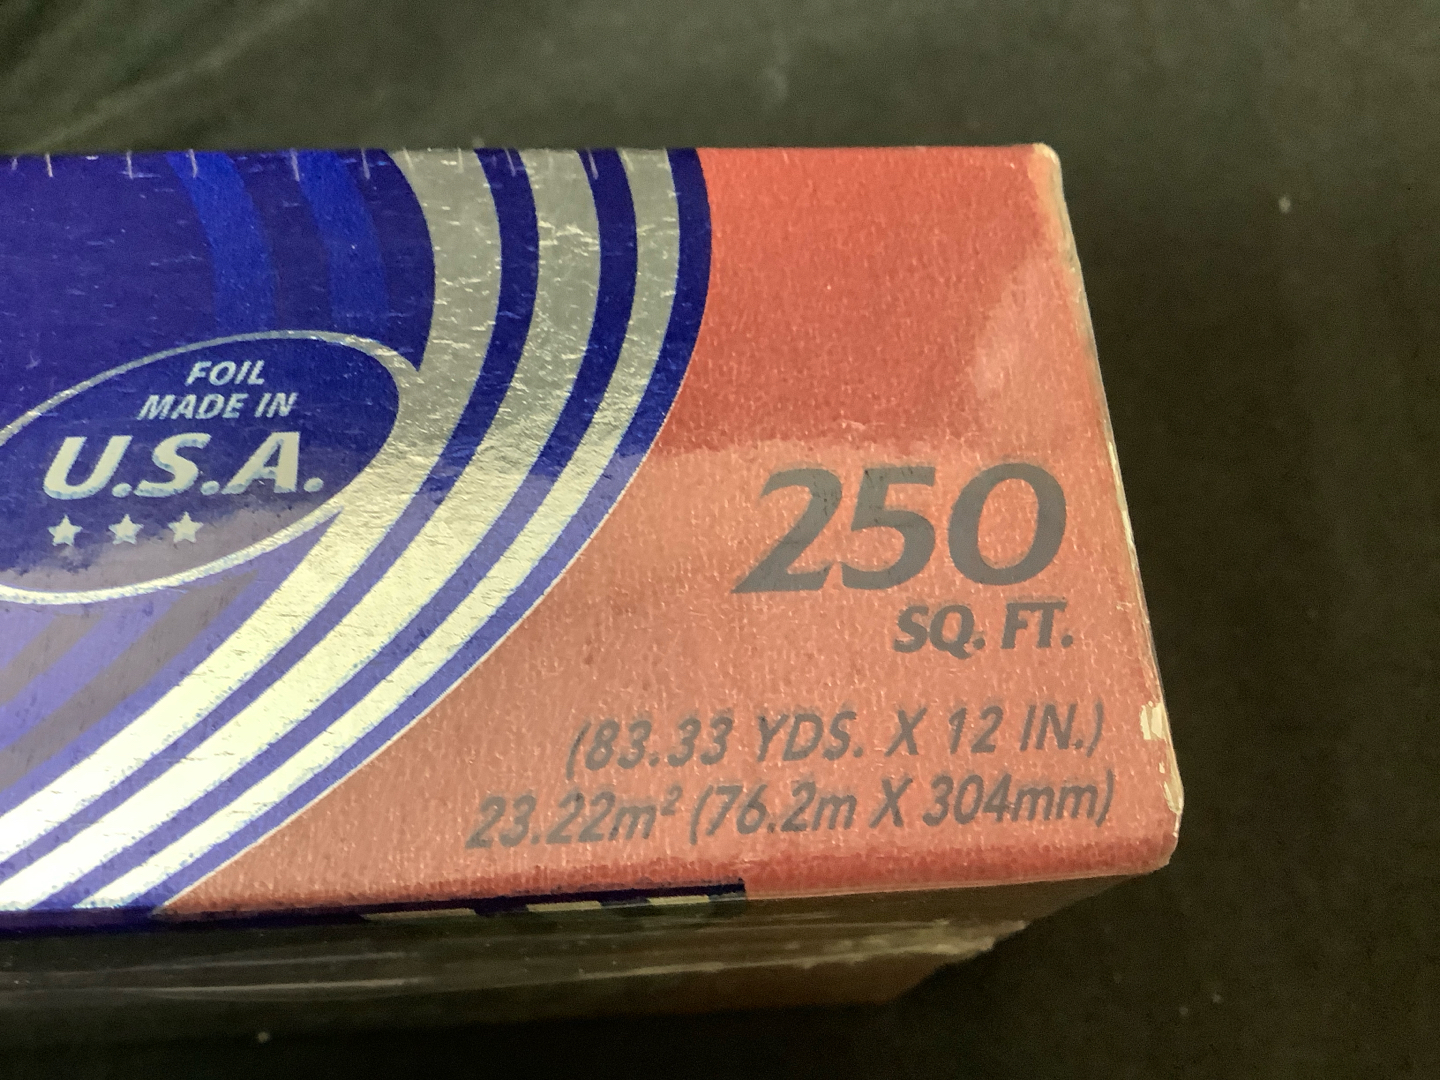 FOIL
MADE IN
U.S.A.
250
SQ. FT.
(83.33 YDS. X 12 IN.)
23.22m² (76.2m X 304mm)